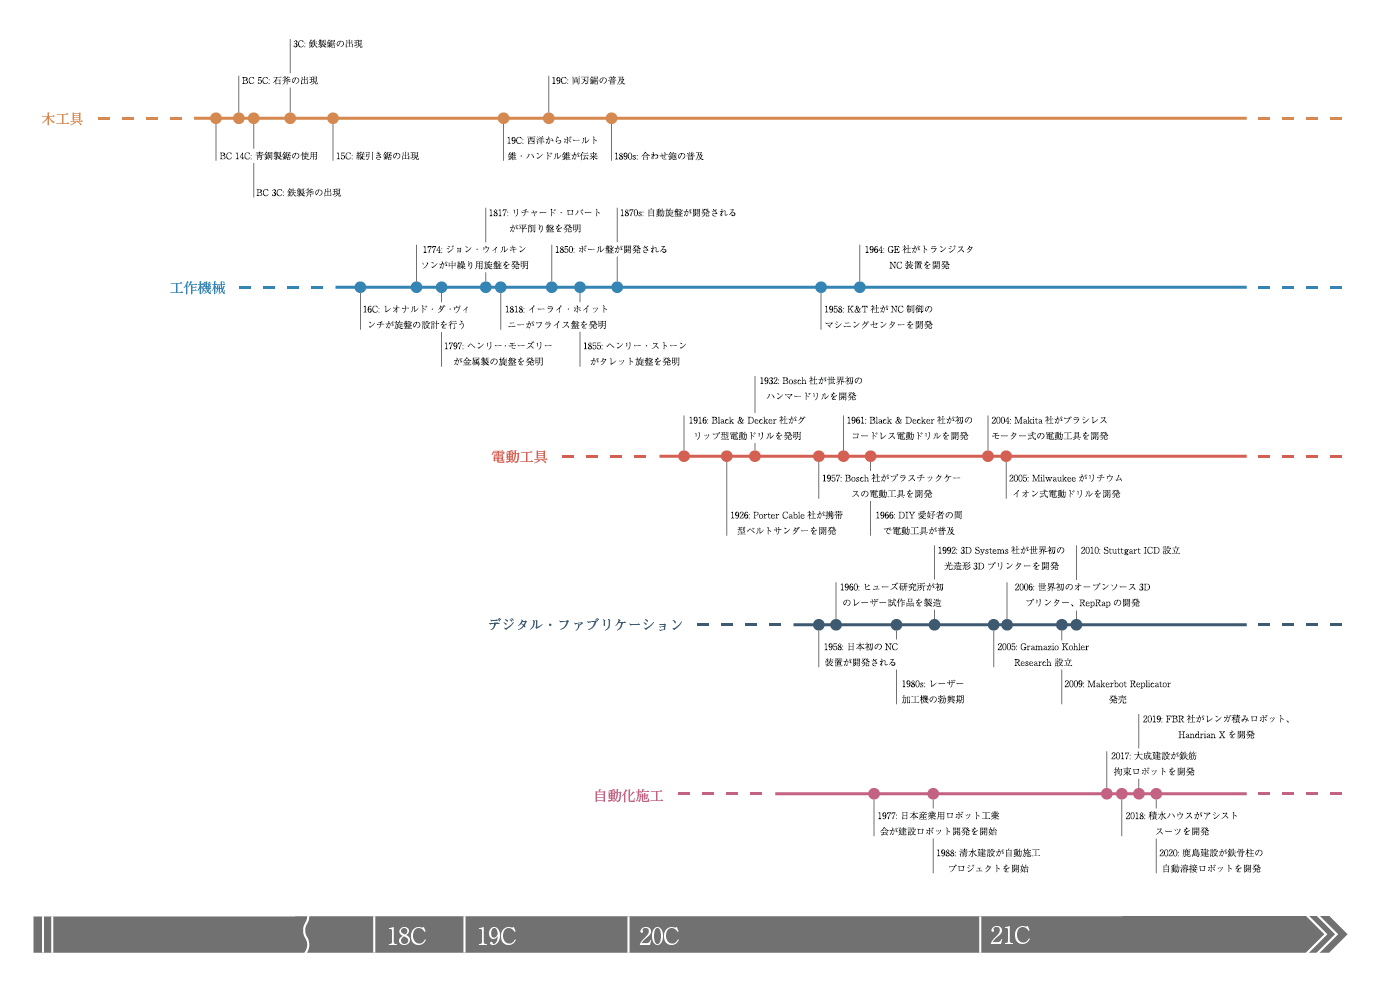 3C: 鉄製鋸の出現
BC 5C: 石斧の出現
19C: 両刃鋸の普及
木工具
19C: 西洋からボールト
錐・ハンドル錐が伝来
BC 14C: 青銅製鋸の使用
15C: 縦引き鋸の出現
1890s: 合わせ鉋の普及
BC 3C: 鉄製斧の出現
1817: リチャード・ロバート
が平削り盤を発明
1870s: 自動旋盤が開発される
1774: ジョン・ウィルキン
ソンが中繰り用旋盤を発明
1850: ボール盤が開発される
1964: GE 社がトランジスタ
NC 装置を開発
工作機械
16C: レオナルド・ダ・ヴィ
ンチが旋盤の設計を行う
1818: イーライ・ホイット
ニーがフライス盤を発明
1958: K&T 社が NC 制御の
マシニングセンターを開発
1797: ヘンリー・モーズリー
が金属製の旋盤を発明
1855: ヘンリー・ストーン
がタレット旋盤を発明
1932: Bosch 社が世界初の
ハンマードリルを開発
1916: Black & Decker 社がグ
リップ型電動ドリルを発明
1961: Black & Decker 社が初の
コードレス電動ドリルを開発
2004: Makita 社がブラシレス
モーター式の電動工具を開発
電動工具
1957: Bosch 社がプラスチックケー
スの電動工具を開発
2005: Milwaukee がリチウム
イオン式電動ドリルを開発
1926: Porter Cable 社が携帯
型ベルトサンダーを開発
1966: DIY 愛好者の間
で電動工具が普及
1992: 3D Systems 社が世界初の
光造形 3D プリンターを開発
2010: Stuttgart ICD 設立
1960: ヒューズ研究所が初
のレーザー試作品を製造
2006: 世界初のオープンソース 3D
プリンター、RepRap の開発
デジタル・ファブリケーション
1958: 日本初の NC
装置が開発される
2005: Gramazio Kohler
Research 設立
1980s: レーザー
加工機の勃興期
2009: Makerbot Replicator
発売
2019: FBR 社がレンガ積みロボット、
Handrian X を開発
2017: 大成建設が鉄筋
拘束ロボットを開発
自動化施工
1977: 日本産業用ロボット工業
会が建設ロボット開発を開始
2018: 積水ハウスがアシスト
スーツを開発
1988: 清水建設が自動施工
プロジェクトを開始
2020: 鹿島建設が鉄骨柱の
自動溶接ロボットを開発
18C
19C
20C
21C